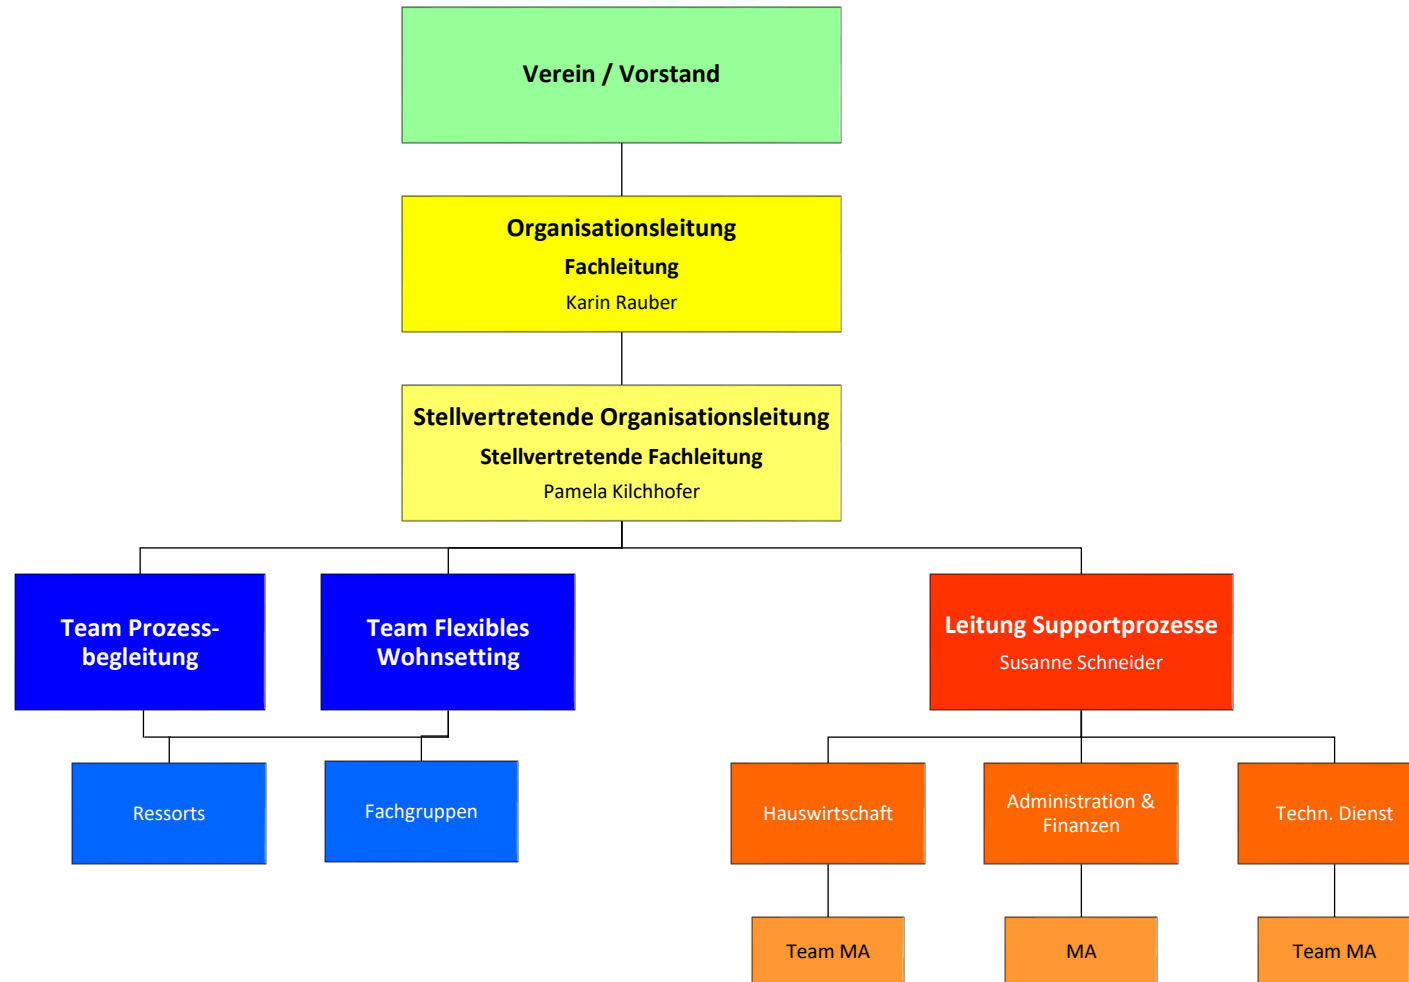 Verein / Vorstand
Organisationsleitung
Fachleitung
Karin Rauber
Stellvertretende Organisationsleitung
Stellvertretende Fachleitung
Pamela Kilchhofer
Team Prozess-
begleitung
Team Flexibles
Wohnsetting
Leitung Supportprozesse
Susanne Schneider
Ressorts
Fachgruppen
Hauswirtschaft
Administration &
Finanzen
Techn. Dienst
Team MA
MA
Team MA